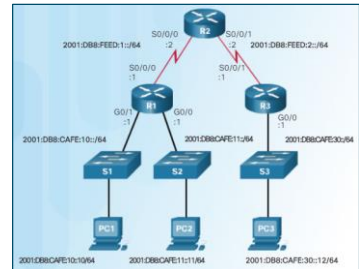 R2
S0/0/0
:2
S0/0/1
:2
2001:DB8:FEED:1::/64
2001:DB8:FEED:2::/64
S0/0/0
:1
S0/0/1
:1
R1
R3
G0/1
:1
G0/0
:1
G0/0
:1
2001:DB8:CAFE:10::/64
2001:DB8:CAFE:11::/64
2001:DB8:CAFE:30::/64
S1
S2
S3
PC1
PC2
PC3
2001:DB8:CAFE:10::10/64
2001:DB8:CAFE:11::11/64
2001:DB8:CAFE:30::12/64